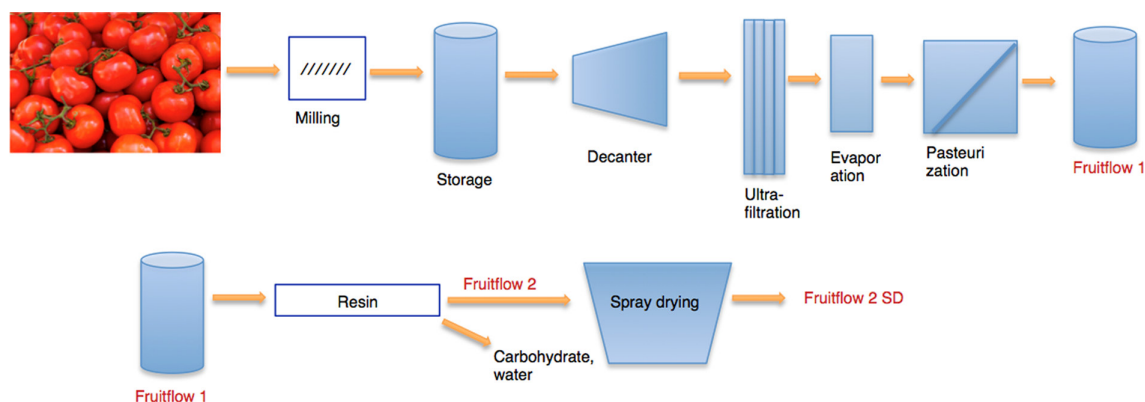 Milling
Storage
Decanter
Ultra-
filtration
Evapor
ation
Pasteuri
zation
Fruitflow 1
Fruitflow 1
Resin
Fruitflow 2
Carbohydrate,
water
Spray drying
Fruitflow 2 SD